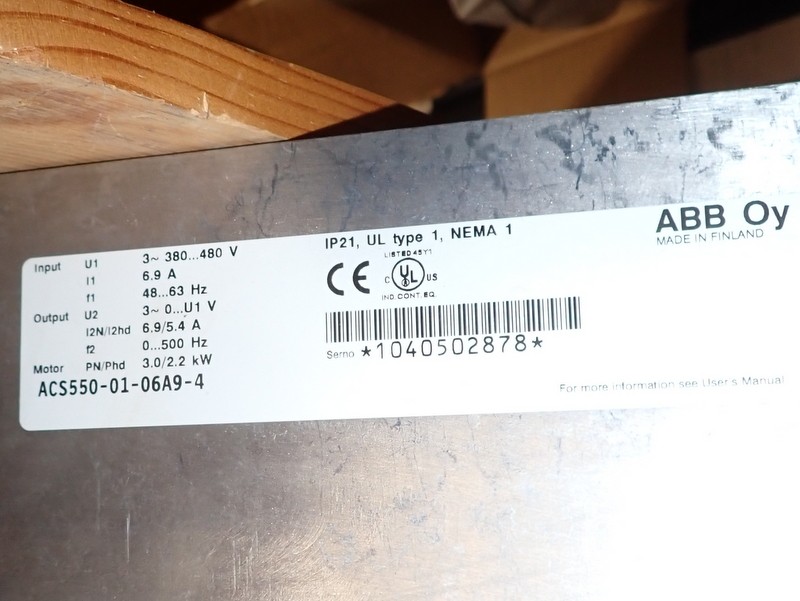 Input U1 3~ 380...480 V
I1 6.9 A
f1 48...63 Hz
Output U2 3~ 0...U1 V
I2N/I2hd 6.9/5.4 A
f2 0...500 Hz
Motor PN/Phd 3.0/2.2 kW
ACS550-01-06A9-4
IP21, UL type 1, NEMA 1
LISTED 45Y1
CE C UL US
IND.CONT.EQ.
Serno *1040502878*
ABB Oy
MADE IN FINLAND
For more information see User's Manual